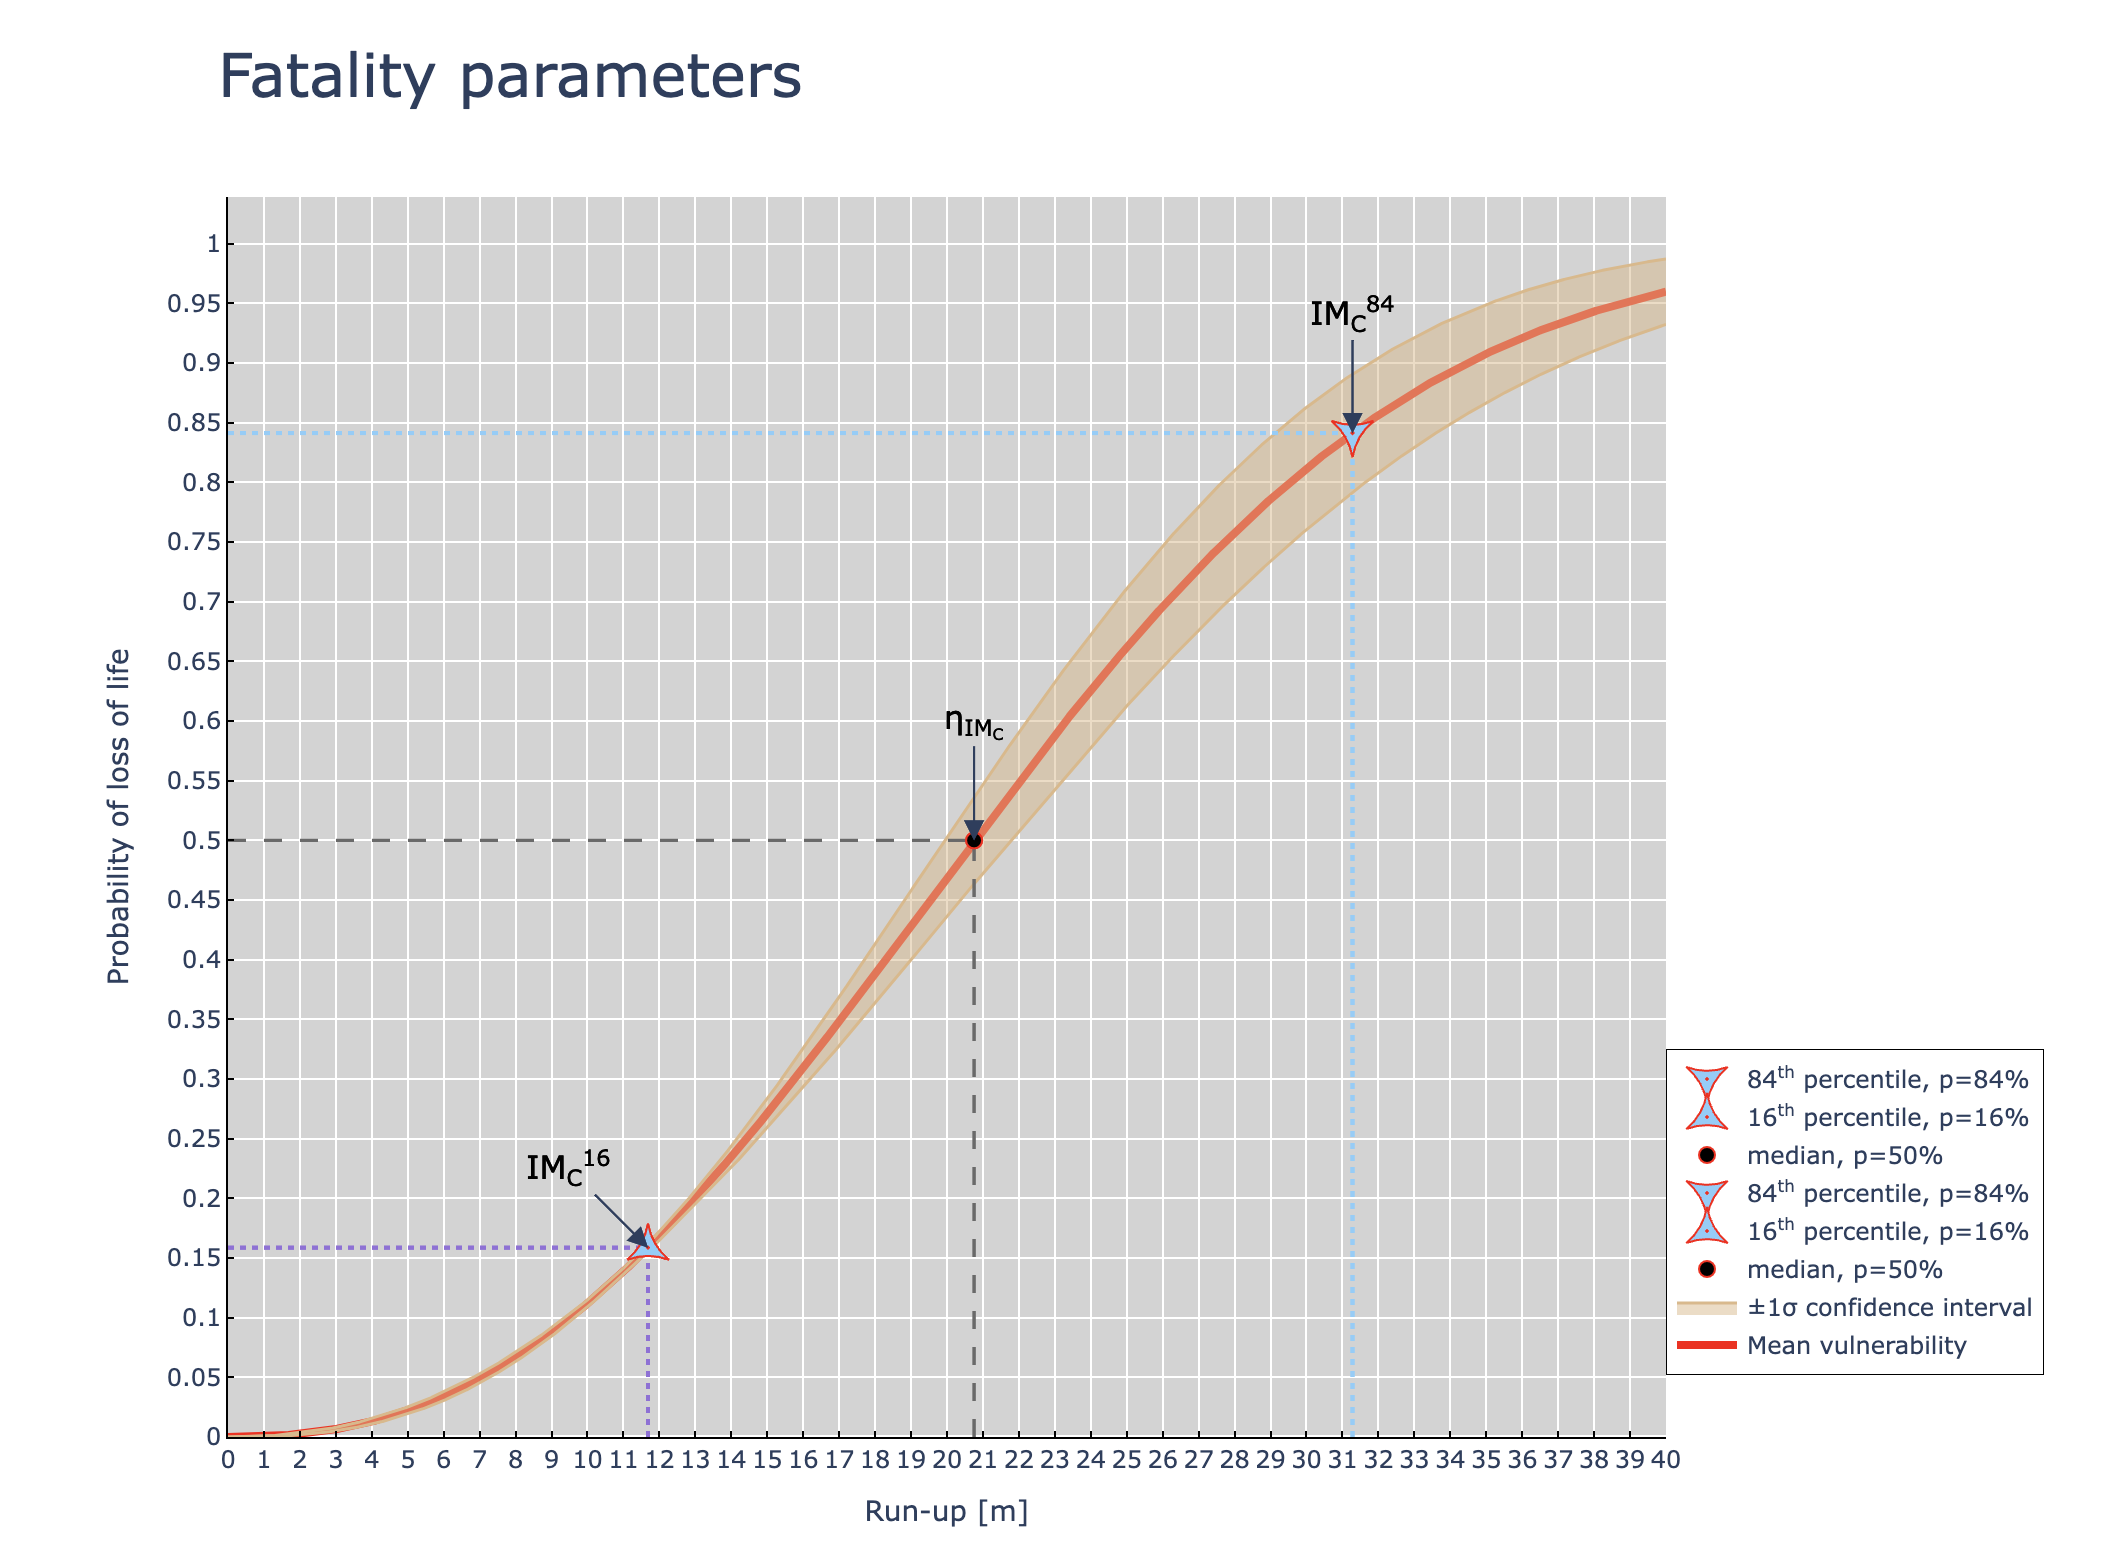 Fatality parameters
1
0.95
0.9
0.85
0.8
0.75
0.7
0.65
0.6
0.55
0.5
0.45
0.4
0.35
0.3
0.25
0.2
0.15
0.1
0.05
0
Probability of loss of life
IM_C^84
η_IM_C
IM_C^16
0 1 2 3 4 5 6 7 8 9 10 11 12 13 14 15 16 17 18 19 20 21 22 23 24 25 26 27 28 29 30 31 32 33 34 35 36 37 38 39 40
Run-up [m]
84th percentile, p=84%
16th percentile, p=16%
median, p=50%
84th percentile, p=84%
16th percentile, p=16%
median, p=50%
±1σ confidence interval
Mean vulnerability